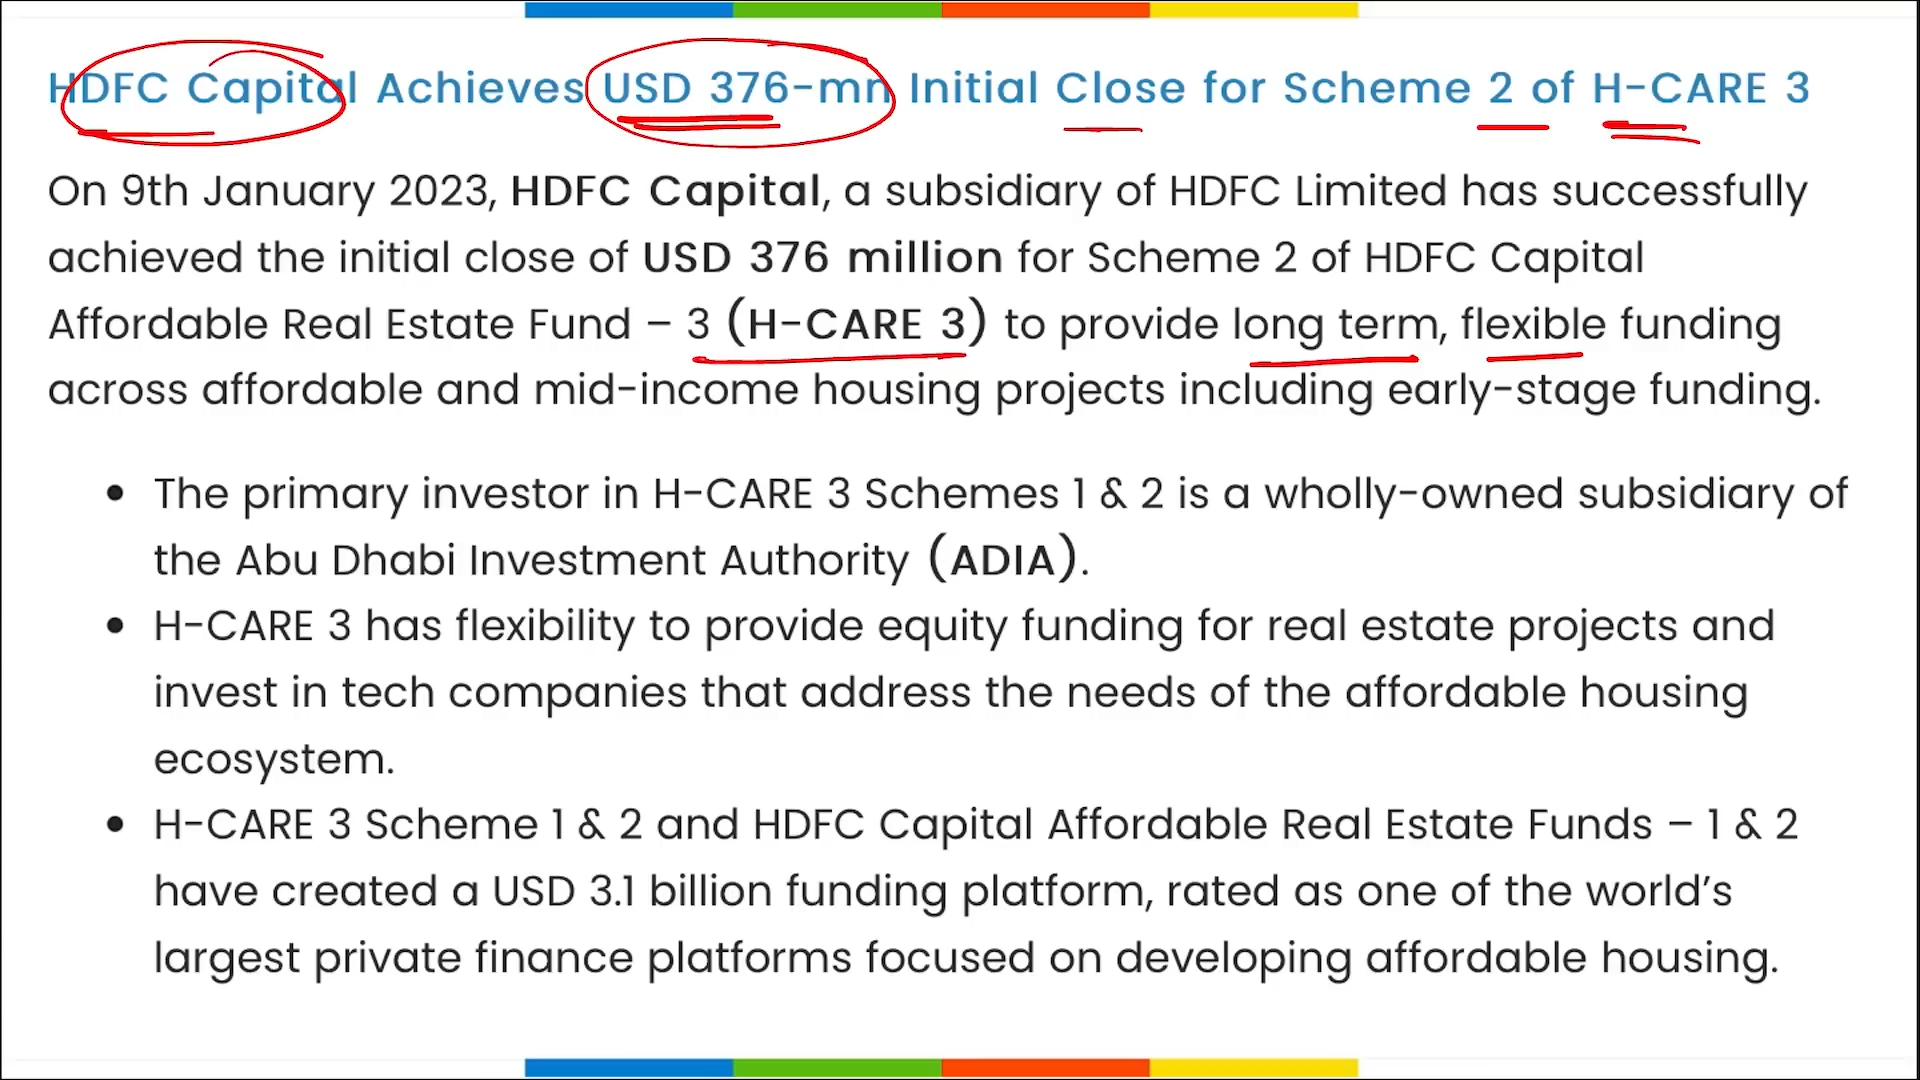 HDFC Capital Achieves USD 376-mn Initial Close for Scheme 2 of H-CARE 3
On 9th January 2023, HDFC Capital, a subsidiary of HDFC Limited has successfully
achieved the initial close of USD 376 million for Scheme 2 of HDFC Capital
Affordable Real Estate Fund – 3 (H-CARE 3) to provide long term, flexible funding
across affordable and mid-income housing projects including early-stage funding.
• The primary investor in H-CARE 3 Schemes 1 & 2 is a wholly-owned subsidiary of
the Abu Dhabi Investment Authority (ADIA).
• H-CARE 3 has flexibility to provide equity funding for real estate projects and
invest in tech companies that address the needs of the affordable housing
ecosystem.
• H-CARE 3 Scheme 1 & 2 and HDFC Capital Affordable Real Estate Funds – 1 & 2
have created a USD 3.1 billion funding platform, rated as one of the world's
largest private finance platforms focused on developing affordable housing.